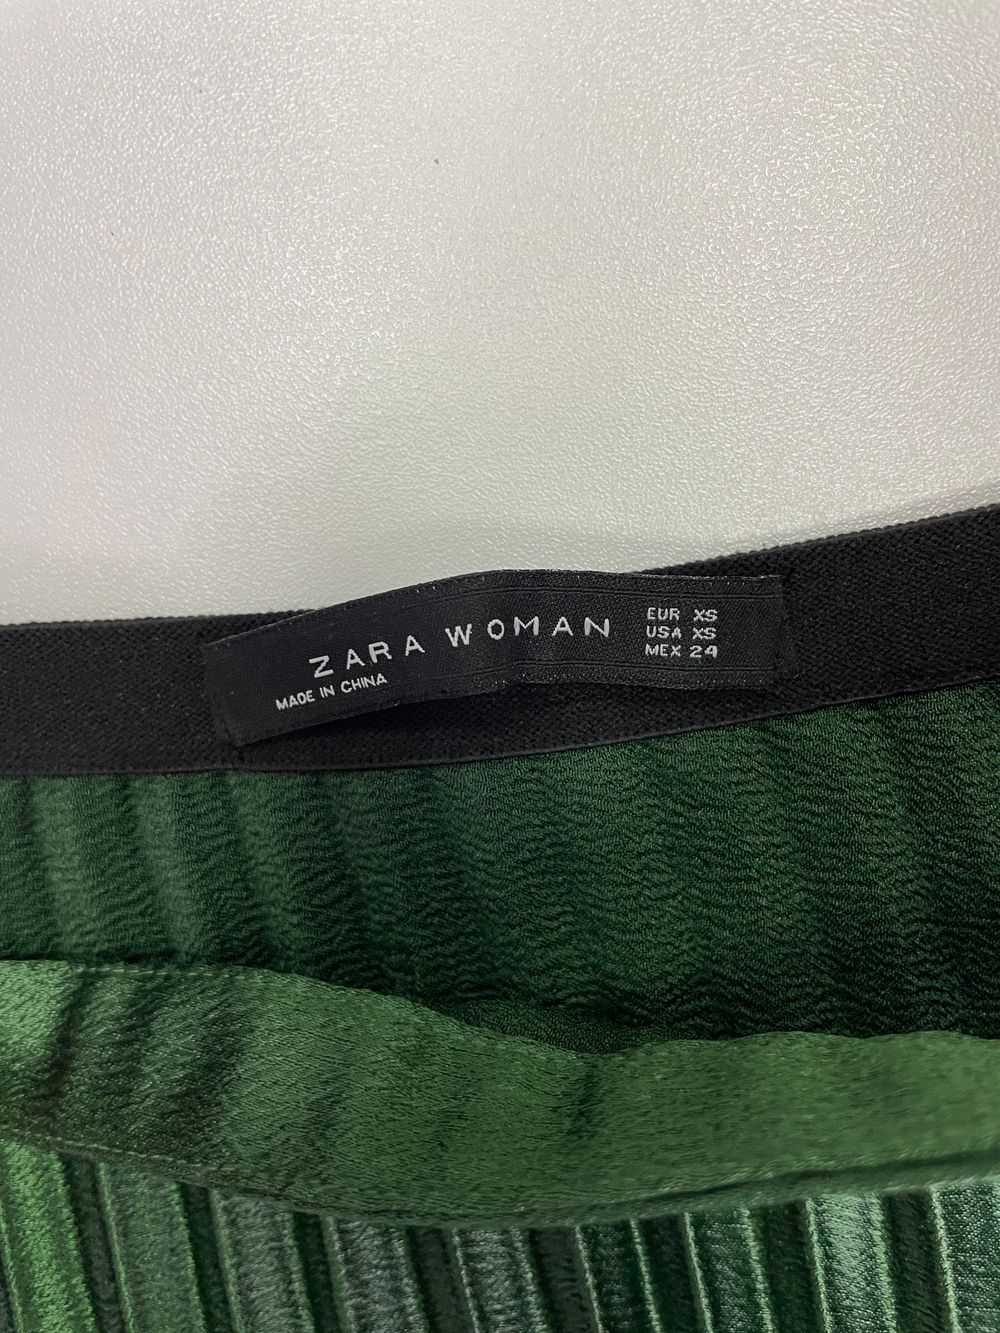 ZARA WOMAN
MADE IN CHINA
EUR XS
USA XS
MEX 24